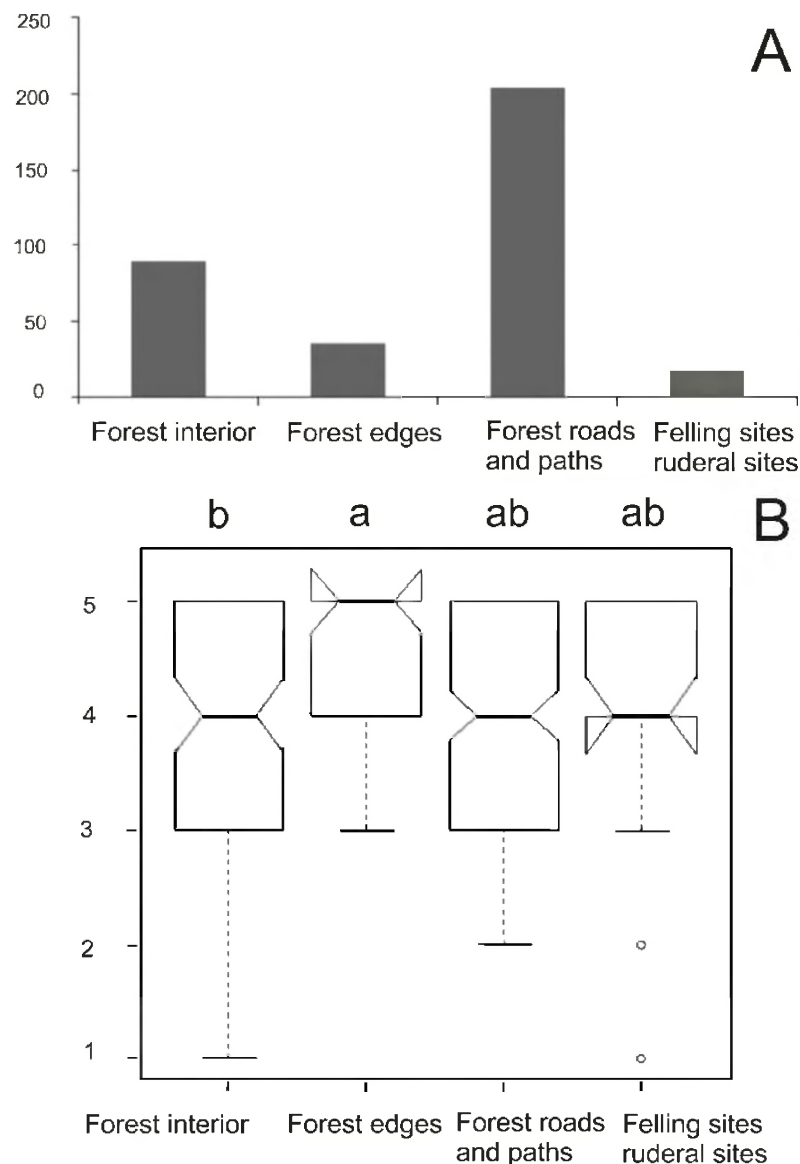 250
A
200
150
100
50
0
Forest interior
Forest edges
Forest roads
and paths
Felling sites
ruderal sites
b
a
ab
ab
B
5
4
3
2
1
Forest interior
Forest edges
Forest roads
and paths
Felling sites
ruderal sites